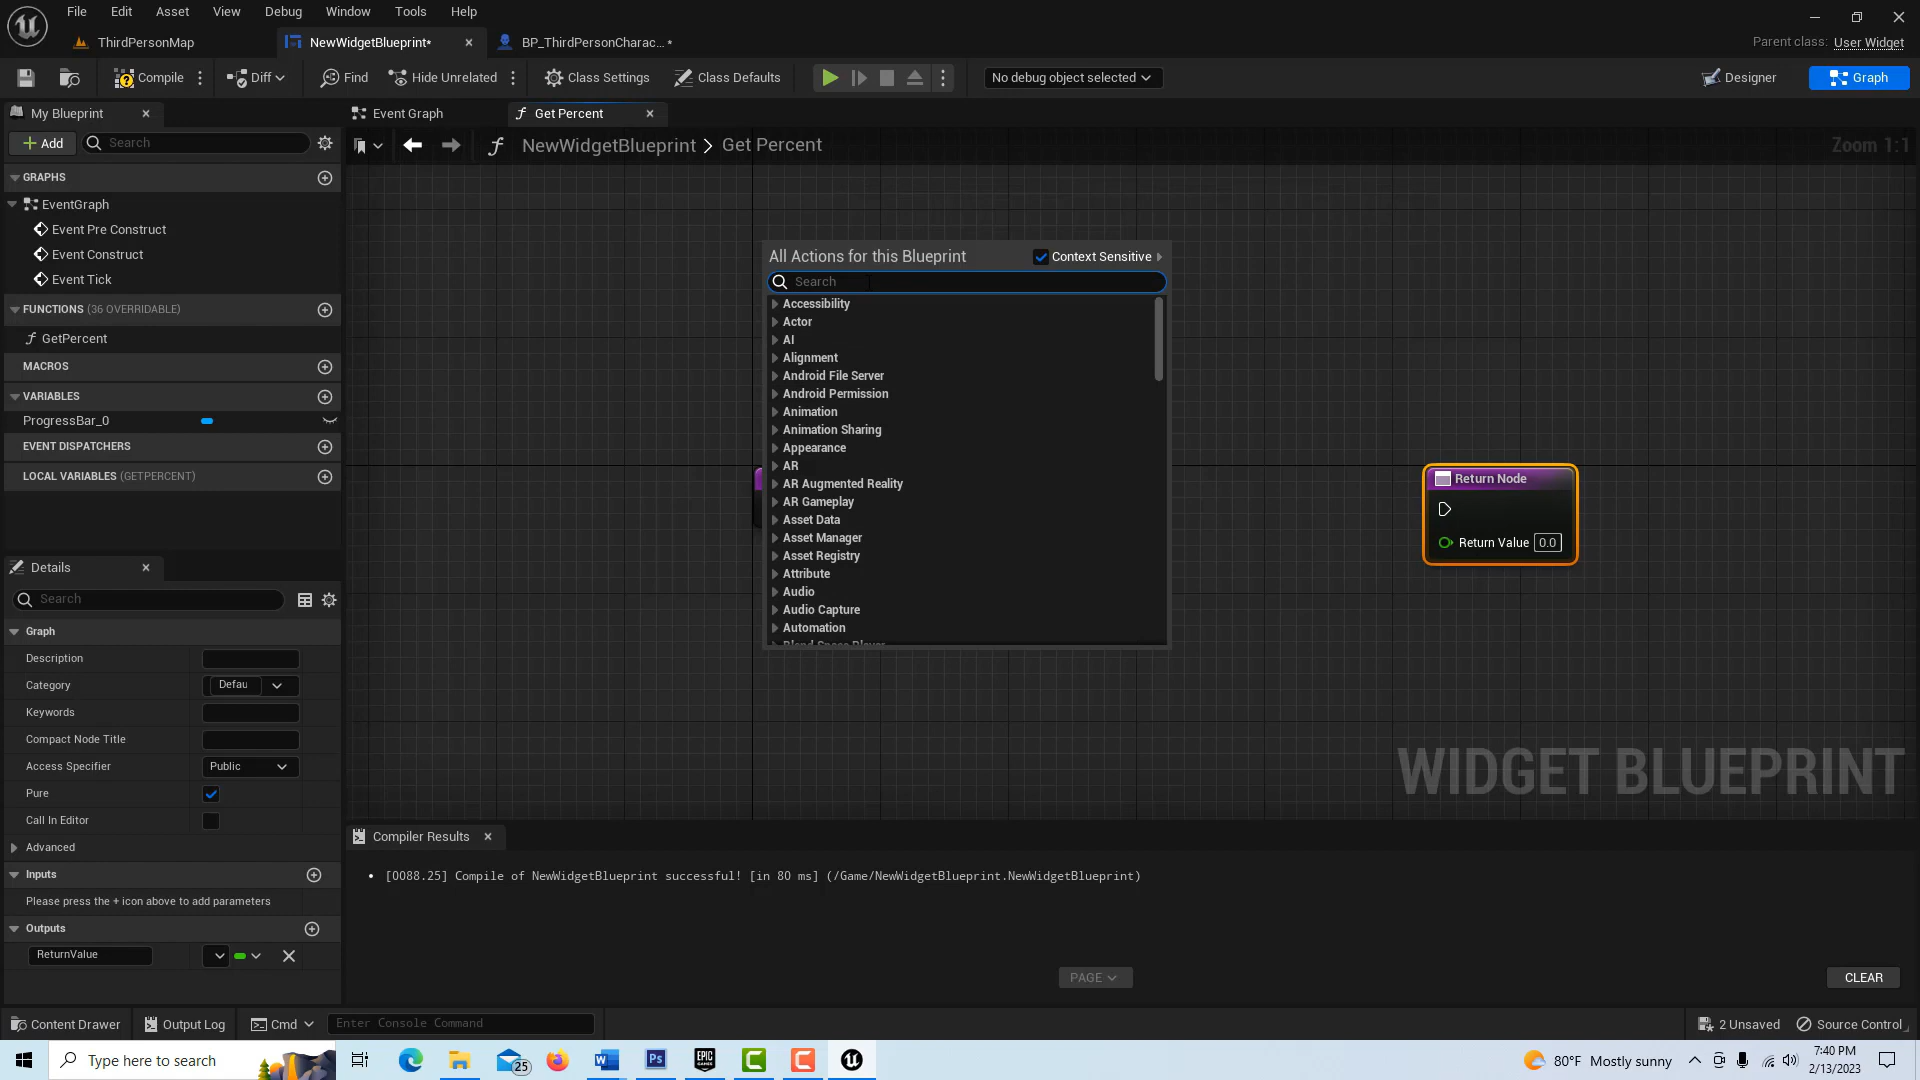 File Edit Asset View Debug Window Tools Help
ThirdPersonMap NewWidgetBlueprint* BP_ThirdPersonCharac... *
Parent class: User Widget
Compile Diff Find Hide Unrelated Class Settings Class Defaults No debug object selected Designer Graph
My Blueprint
Event Graph Get Percent
Add Search
NewWidgetBlueprint > Get Percent
Zoom 1:1
GRAPHS
EventGraph
Event Pre Construct
Event Construct
Event Tick
FUNCTIONS (36 OVERRIDABLE)
GetPercent
MACROS
VARIABLES
ProgressBar_0
EVENT DISPATCHERS
LOCAL VARIABLES (GETPERCENT)
All Actions for this Blueprint Context Sensitive
Search
Accessibility
Actor
AI
Alignment
Android File Server
Android Permission
Animation
Animation Sharing
Appearance
AR
AR Augmented Reality
AR Gameplay
Asset Data
Asset Manager
Asset Registry
Attribute
Audio
Audio Capture
Automation
Return Node
Return Value 0.0
WIDGET BLUEPRINT
Details
Search
Graph
Description
Category Defau
Keywords
Compact Node Title
Access Specifier Public
Pure
Call In Editor
Advanced
Inputs
Please press the + icon above to add parameters
Outputs
ReturnValue
Compiler Results
[0088.25] Compile of NewWidgetBlueprint successful! [in 80 ms] (/Game/NewWidgetBlueprint.NewWidgetBlueprint)
PAGE CLEAR
Content Drawer Output Log Cmd Enter Console Command 2 Unsaved Source Control
Type here to search 25 EPIC GAMES 80°F Mostly sunny 7:40 PM
2/13/2023